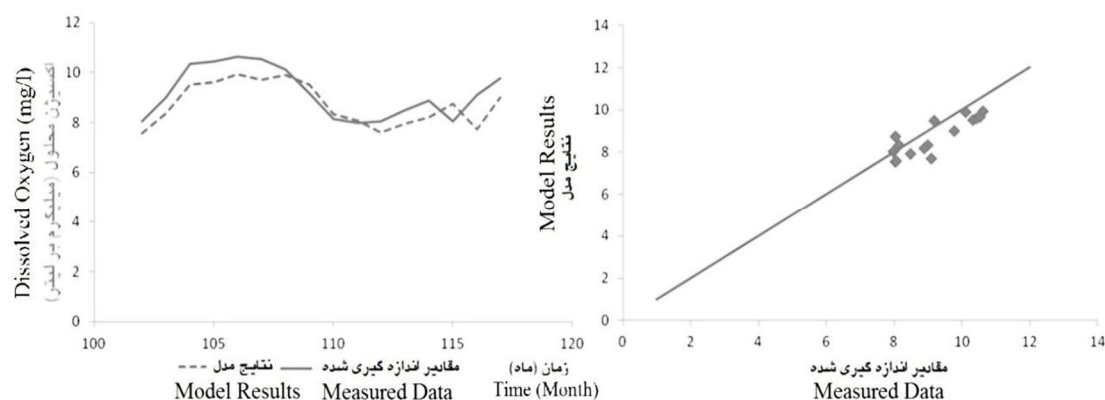 Dissolved Oxygen (mg/l)
اکسیژن محلول (میلیگرم بر لیتر)
12
10
8
6
4
2
0
100
105
110
115
120
نتایج مدل
مقادیر اندازه گیری شده
زمان (ماه)
Model Results
Measured Data
Time (Month)
Model Results
نتایج مدل
14
12
10
8
6
4
2
0
0
2
4
6
8
10
12
14
مقادیر اندازه گیری شده
Measured Data